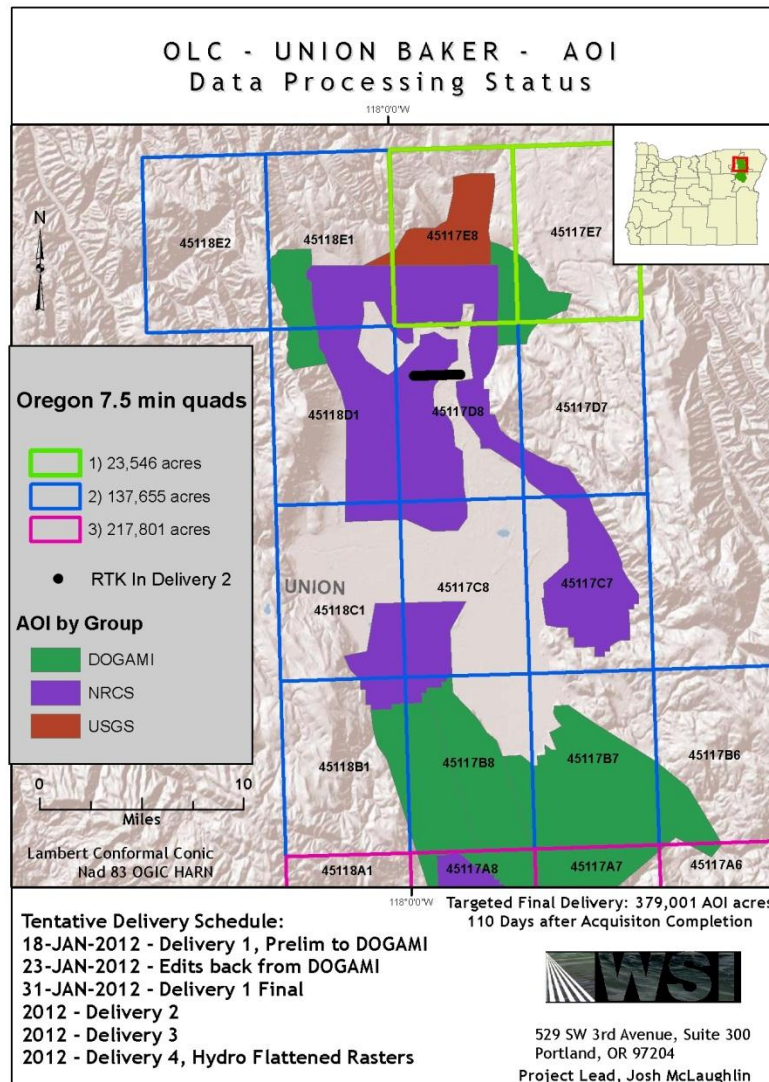 OLC - UNION BAKER - AOI
Data Processing Status
118°0'0"W
N
45118E2
45118E1
45117E8
45117E7
Oregon 7.5 min quads
1) 23,546 acres
2) 137,655 acres
3) 217,801 acres
RTK In Delivery 2
AOI by Group
DOGAMI
NRCS
USGS
45118D1
45117D8
45117D7
UNION
45118C1
45117C8
45117C7
45118B1
45117B8
45117B7
45117B6
0 10
Miles
Lambert Conformal Conic
Nad 83 OGIC HARN
45118A1
45117A8
45117A7
45117A6
118°0'0"W
Targeted Final Delivery: 379,001 AOI acres
110 Days after Acquisiton Completion
Tentative Delivery Schedule:
18-JAN-2012 - Delivery 1, Prelim to DOGAMI
23-JAN-2012 - Edits back from DOGAMI
31-JAN-2012 - Delivery 1 Final
2012 - Delivery 2
2012 - Delivery 3
2012 - Delivery 4, Hydro Flattened Rasters
WSI
529 SW 3rd Avenue, Suite 300
Portland, OR 97204
Project Lead, Josh McLaughlin